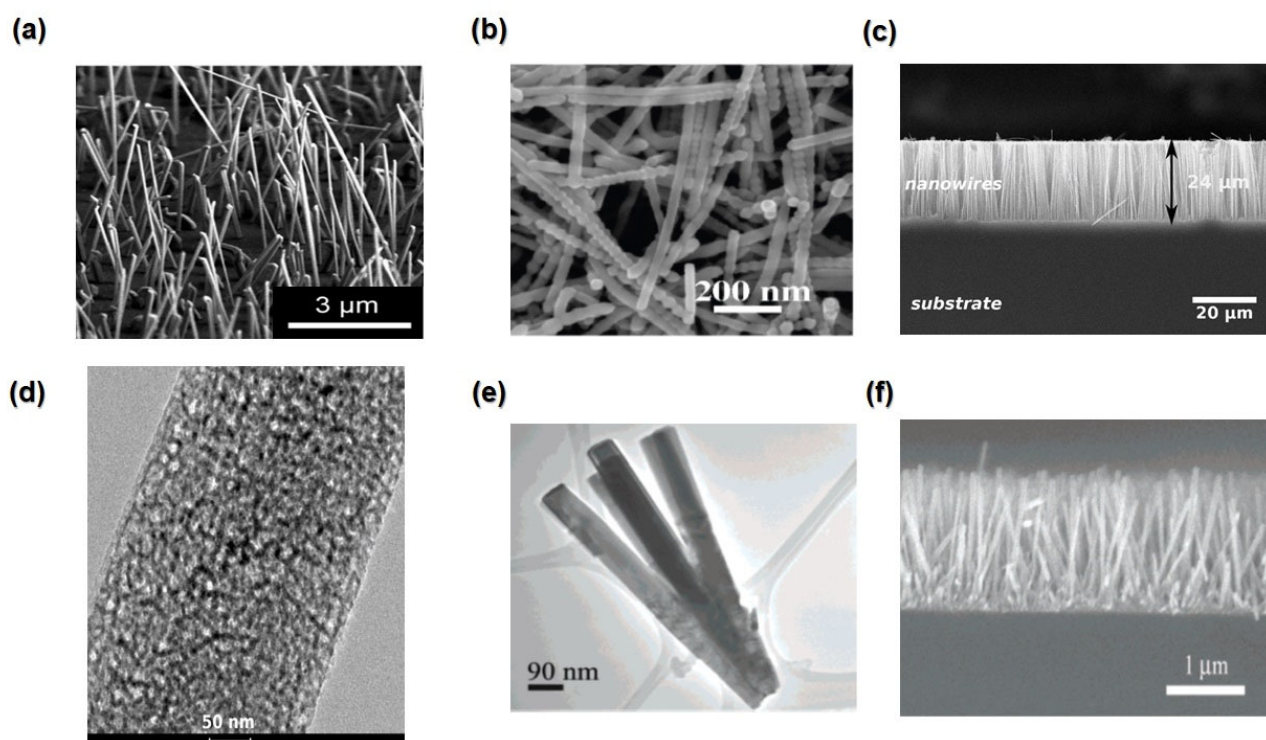 (a)
(b)
(c)
3 μm
200 nm
nanowires
24 μm
substrate
20 μm
(d)
(e)
(f)
50 nm
90 nm
1 μm